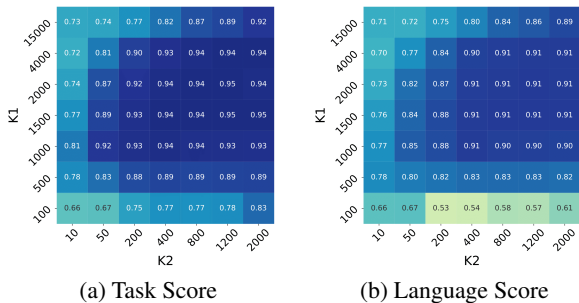 15000 0.73 0.74 0.77 0.82 0.87 0.89 0.92
4000 0.72 0.81 0.90 0.93 0.94 0.94 0.94
2000 0.74 0.87 0.92 0.94 0.94 0.95 0.94
1500 0.77 0.89 0.93 0.94 0.94 0.95 0.95
1000 0.81 0.92 0.93 0.94 0.94 0.93 0.93
500 0.78 0.83 0.88 0.89 0.89 0.89 0.89
100 0.66 0.67 0.75 0.77 0.77 0.78 0.83
K1
10 50 200 400 800 1200 2000
K2
(a) Task Score
15000 0.71 0.72 0.75 0.80 0.84 0.86 0.89
4000 0.70 0.77 0.84 0.90 0.91 0.91 0.91
2000 0.73 0.82 0.87 0.91 0.91 0.91 0.91
1500 0.76 0.84 0.88 0.91 0.91 0.91 0.91
1000 0.77 0.85 0.88 0.91 0.90 0.90 0.90
500 0.78 0.80 0.82 0.83 0.83 0.83 0.82
100 0.66 0.67 0.53 0.54 0.58 0.57 0.61
K1
10 50 200 400 800 1200 2000
K2
(b) Language Score